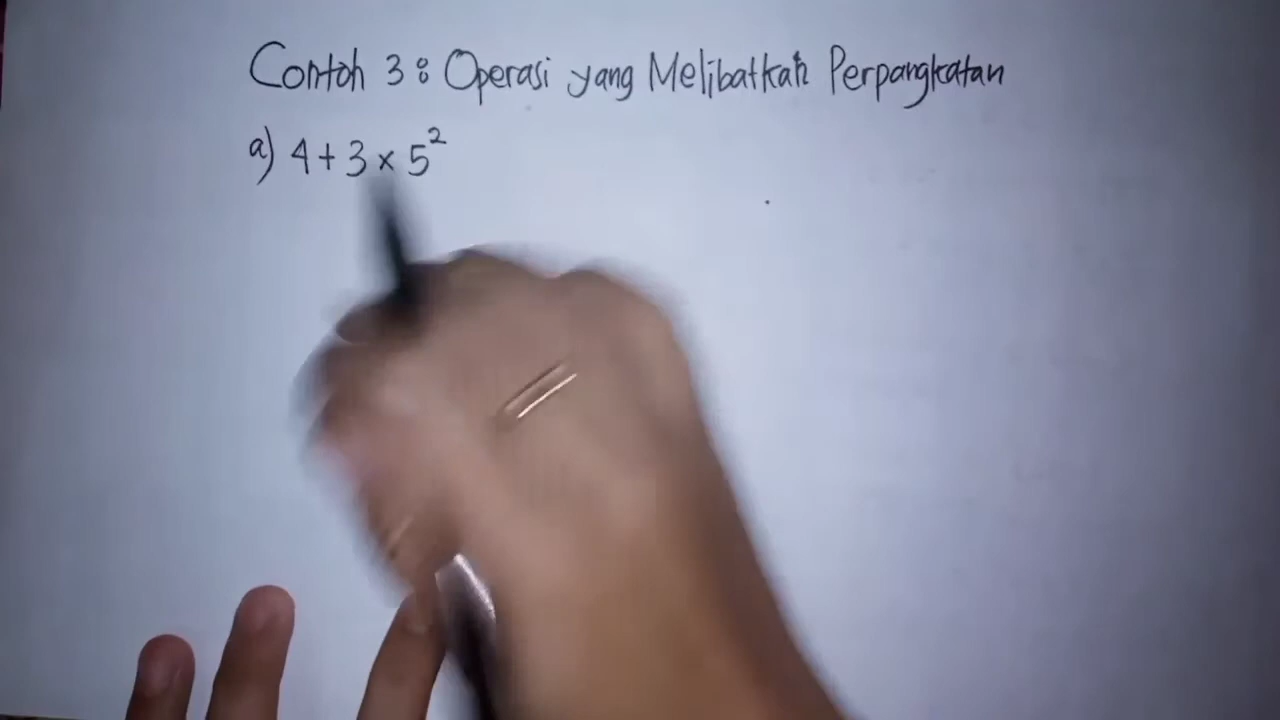 Contoh 3: Operasi yang Melibatkan Perpangkatan
a) 4 + 3 × 5²